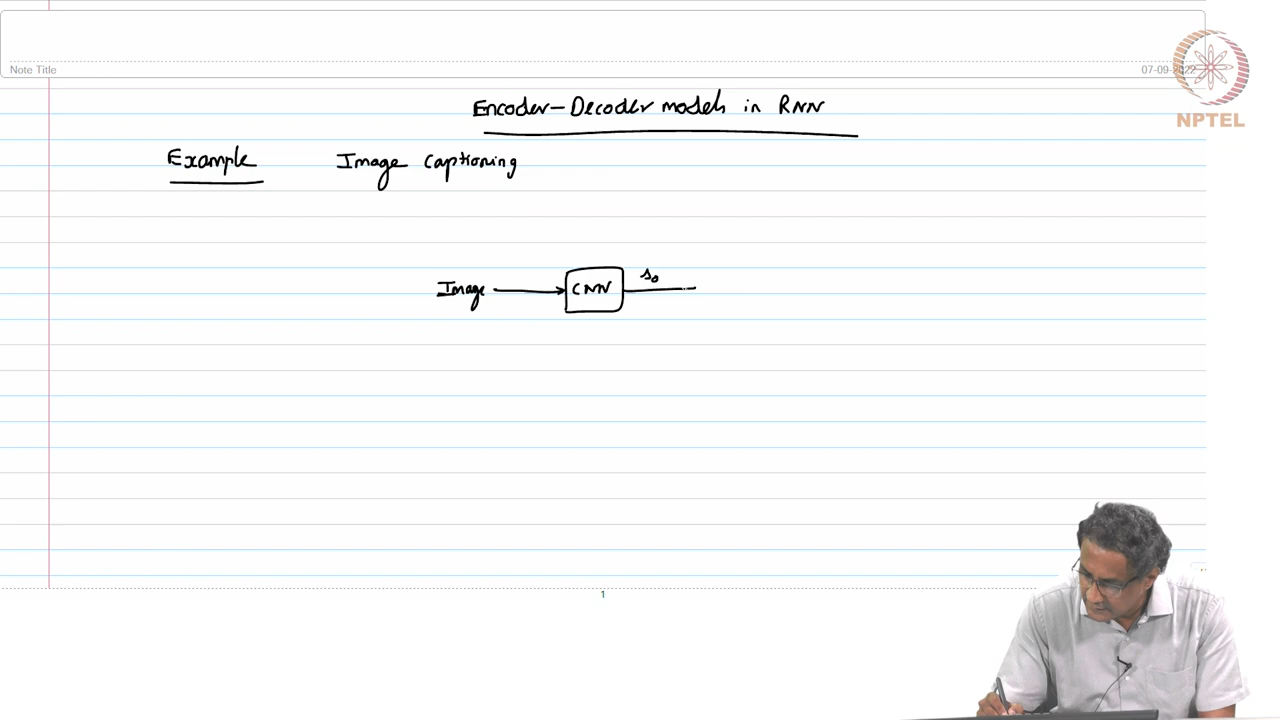 Note Title
07-09-2022
NPTEL
Encoder-Decoder models in RNN
Example Image captioning
Image CNN s₀
1